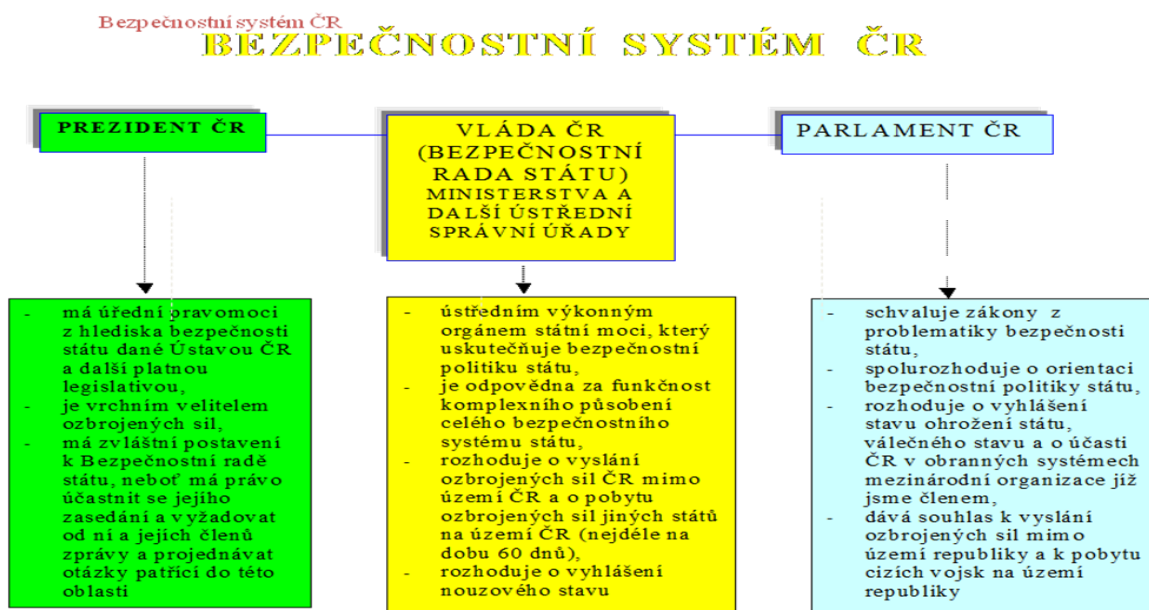 Bezpečnostní systém ČR
BEZPEČNOSTNÍ SYSTÉM ČR
PREZIDENT ČR
VLÁDA ČR
(BEZPEČNOSTNÍ
RADA STÁTU)
MINISTERSTVA A
DALŠÍ ÚSTŘEDNÍ
SPRÁVNÍ ÚŘADY
PARLAMENT ČR
- má úřední pravomoci
z hlediska bezpečnosti
státu dané Ústavou ČR
a další platnou
legislativou,
- je vrchním velitelem
ozbrojených sil,
- má zvláštní postavení
k Bezpečnostní radě
státu, neboť má právo
účastnit se jejího
zasedání a vyžadovat
od ní a jejích členů
zprávy a projednávat
otázky patřící do této
oblasti
- ústředním výkonným
orgánem státní moci, který
uskutečňuje bezpečnostní
politiku státu,
- je odpovědna za funkčnost
komplexního působení
celého bezpečnostního
systému státu,
- rozhoduje o vyslání
ozbrojených sil ČR mimo
území ČR a o pobytu
ozbrojených sil jiných států
na území ČR (nejdéle na
dobu 60 dnů),
- rozhoduje o vyhlášení
nouzového stavu
- schvaluje zákony z
problematiky bezpečnosti
státu,
- spolurozhoduje o orientaci
bezpečnostní politiky státu,
- rozhoduje o vyhlášení
stavu ohrožení státu,
válečného stavu a o účasti
ČR v obranných systémech
mezinárodní organizace jíž
jsme členem,
- dává souhlas k vyslání
ozbrojených sil mimo
území republiky a k pobytu
cizích vojsk na území
republiky